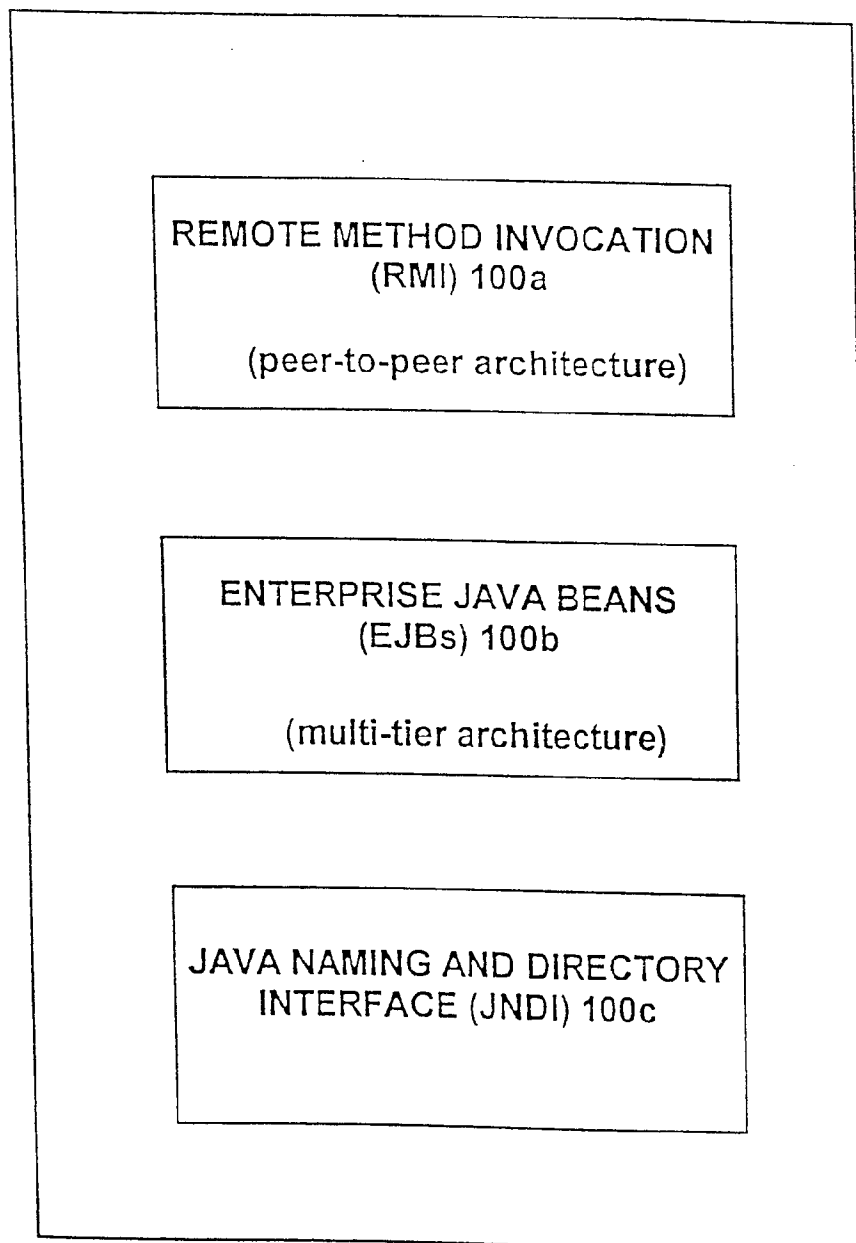 REMOTE METHOD INVOCATION
(RMI) 100a
(peer-to-peer architecture)
ENTERPRISE JAVA BEANS
(EJBs) 100b
(multi-tier architecture)
JAVA NAMING AND DIRECTORY
INTERFACE (JNDI) 100c